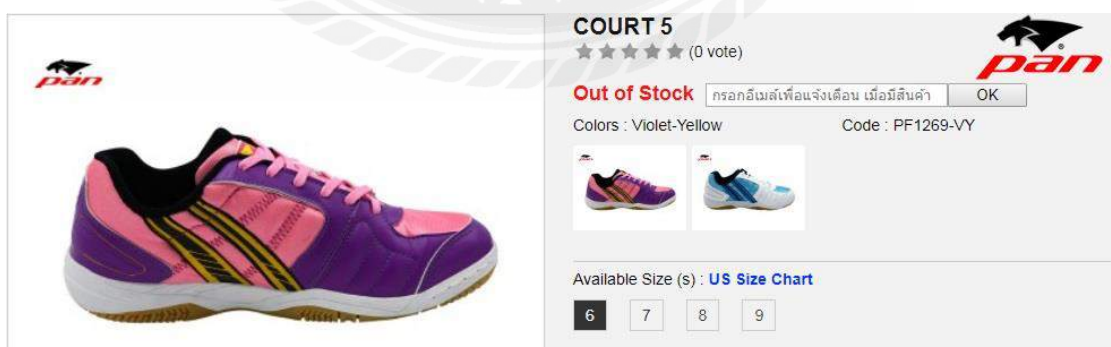 pan
COURT 5
(0 vote)
pan
Out of Stock กรอกอีเมล์เพื่อแจ้งเตือน เมื่อมีสินค้า OK
Colors : Violet-Yellow Code : PF1269-VY
pan pan
Available Size (s) : US Size Chart
6 7 8 9